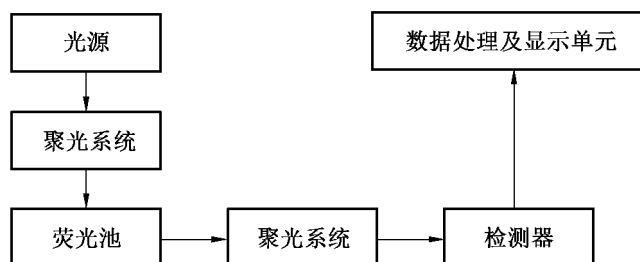 光源
数据处理及显示单元
聚光系统
荧光池
聚光系统
检测器